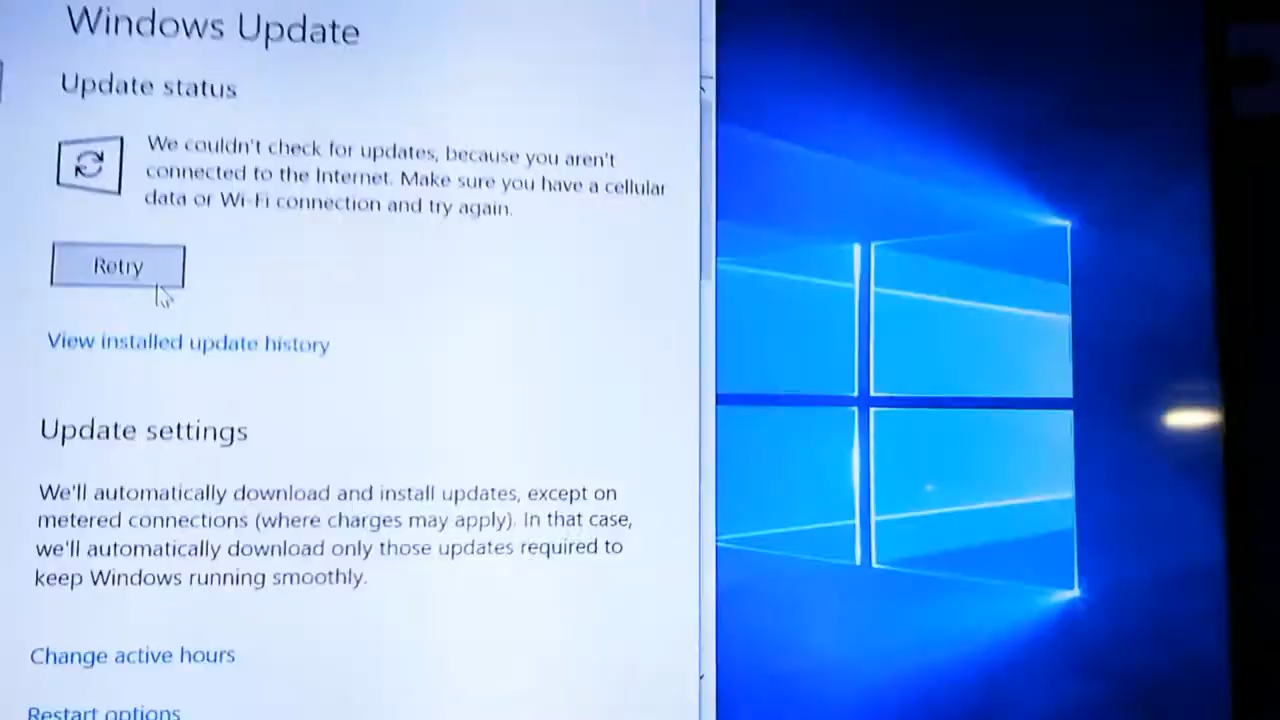 Windows Update
Update status
We couldn't check for updates, because you aren't
connected to the Internet. Make sure you have a cellular
data or Wi-Fi connection and try again.
Retry
View installed update history
Update settings
We'll automatically download and install updates, except on
metered connections (where charges may apply). In that case,
we'll automatically download only those updates required to
keep Windows running smoothly.
Change active hours
Restart options